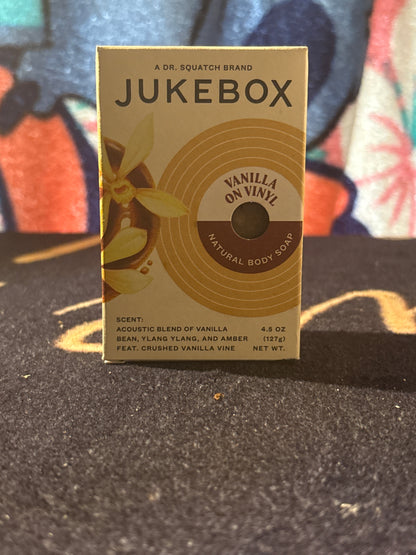 A DR. SQUATCH BRAND
JUKEBOX
VANILLA
ON VINYL
NATURAL BODY SOAP
SCENT:
ACOUSTIC BLEND OF VANILLA
BEAN, YLANG YLANG, AND AMBER
FEAT. CRUSHED VANILLA VINE
4.5 OZ
(127g)
NET WT.